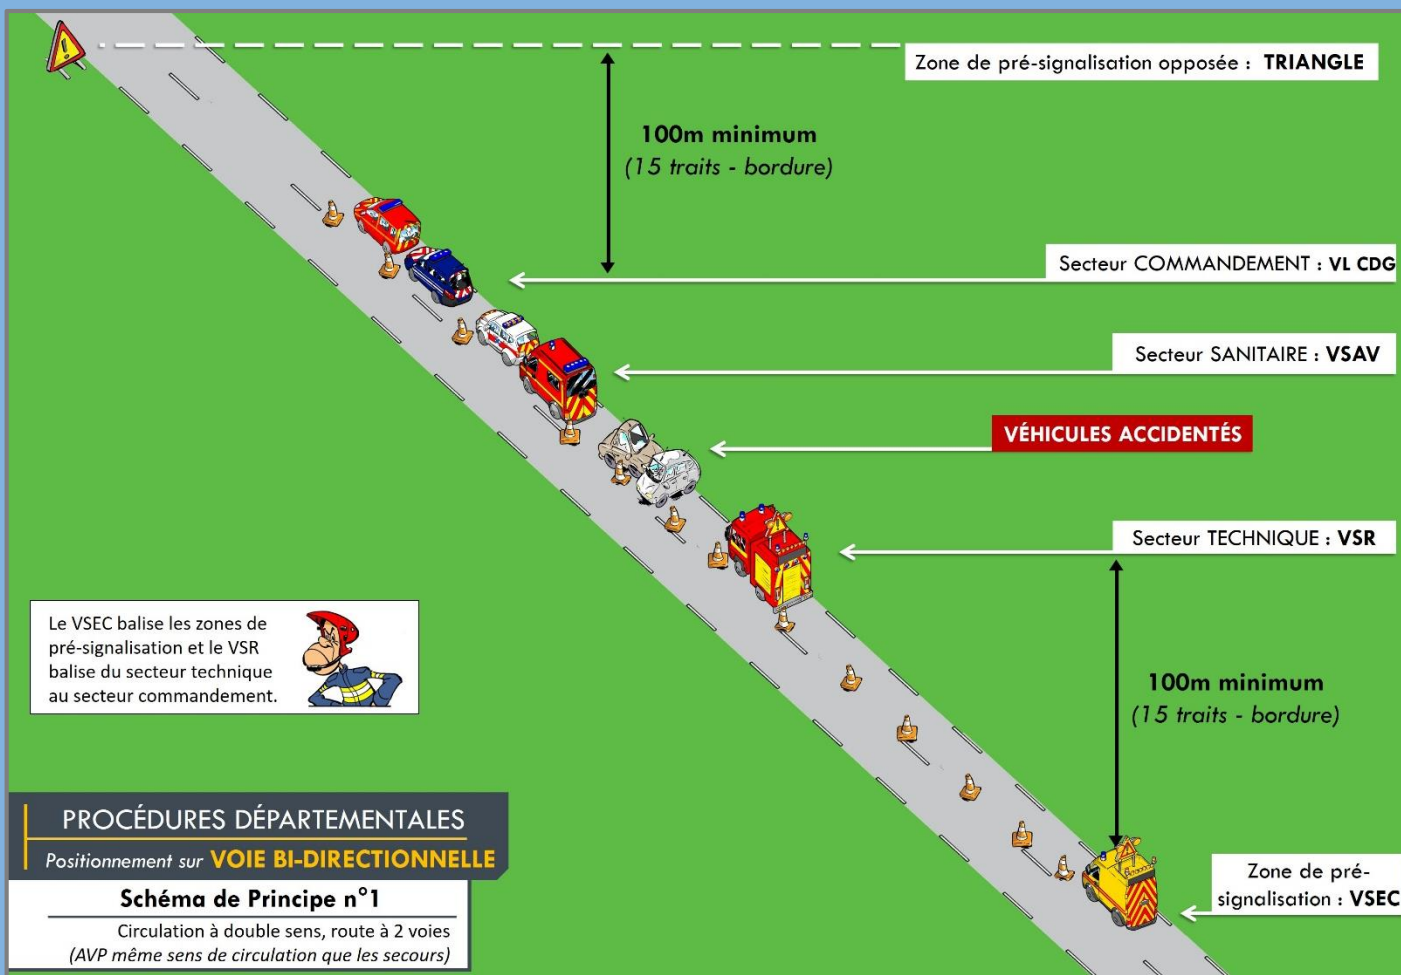 Zone de pré-signalisation opposée : TRIANGLE
100m minimum
(15 traits - bordure)
Secteur COMMANDEMENT : VL CDG
Secteur SANITAIRE : VSAV
VÉHICULES ACCIDENTÉS
Secteur TECHNIQUE : VSR
Le VSEC balise les zones de
pré-signalisation et le VSR
balise du secteur technique
au secteur commandement.
100m minimum
(15 traits - bordure)
PROCÉDURES DÉPARTEMENTALES
Positionnement sur VOIE BI-DIRECTIONNELLE
Schéma de Principe n°1
Circulation à double sens, route à 2 voies
(AVP même sens de circulation que les secours)
Zone de pré-
signalisation : VSEC